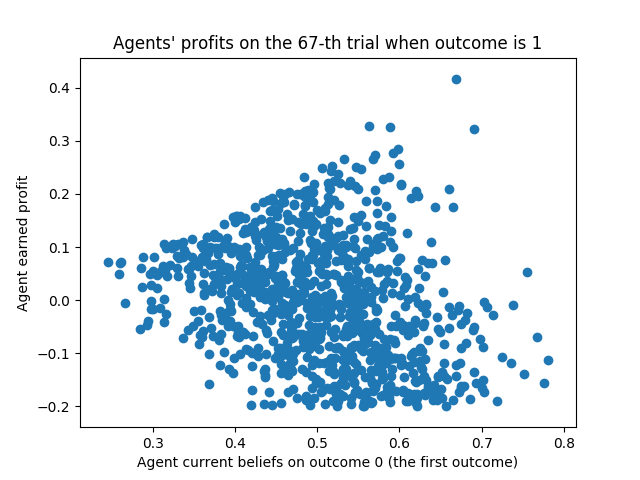 Agents' profits on the 67-th trial when outcome is 1
0.4
0.3
0.2
0.1
0.0
−0.1
−0.2
Agent earned profit
0.3 0.4 0.5 0.6 0.7 0.8
Agent current beliefs on outcome 0 (the first outcome)